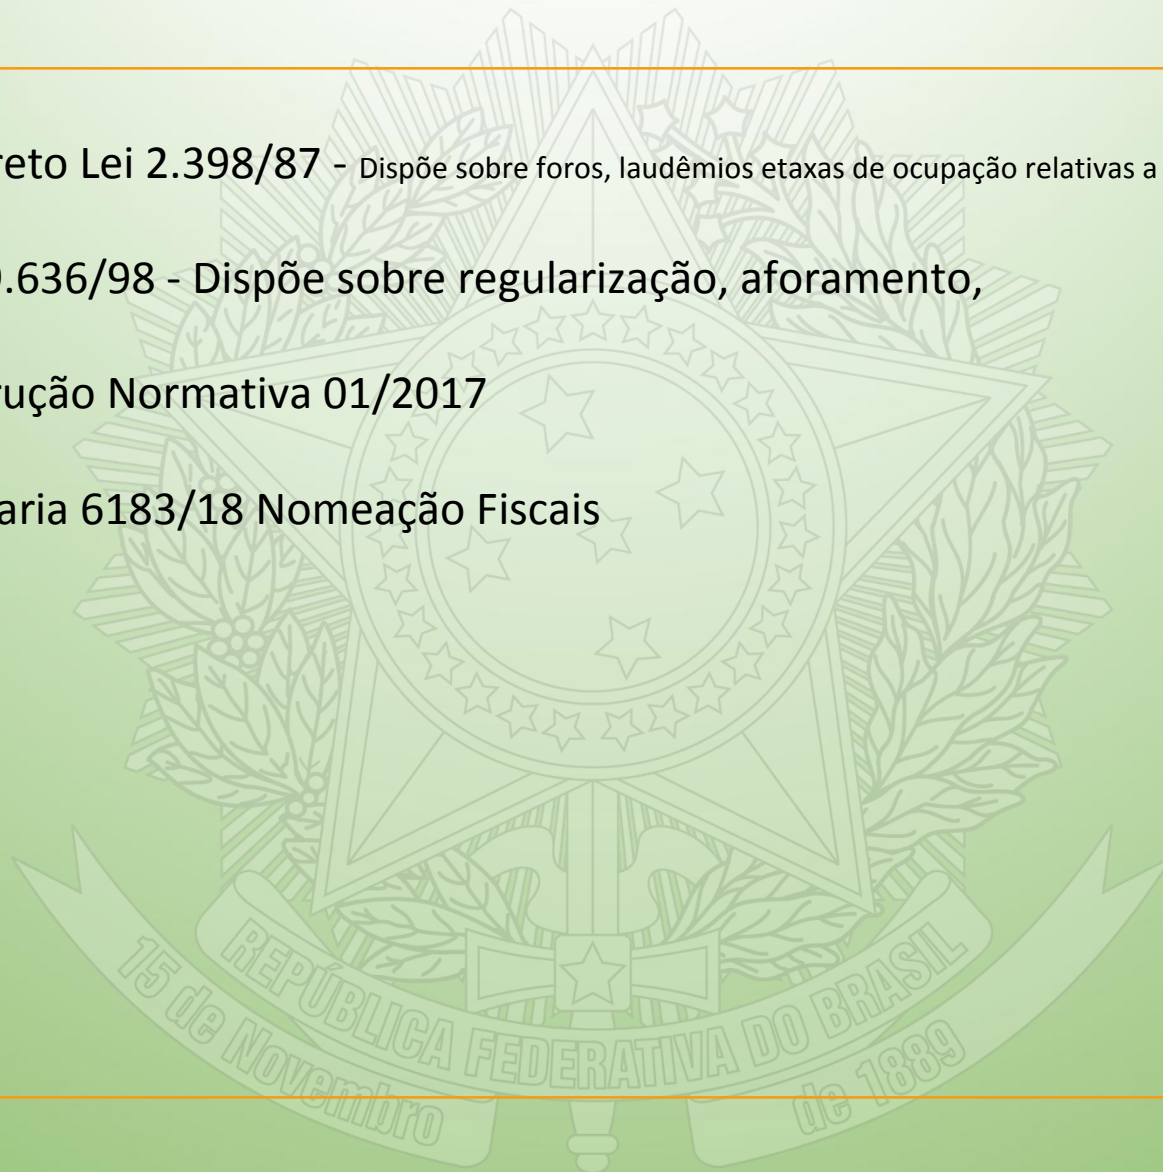 reto Lei 2.398/87 - Dispõe sobre foros, laudêmios etaxas de ocupação relativas a
.636/98 - Dispõe sobre regularização, aforamento,
rução Normativa 01/2017
aria 6183/18 Nomeação Fiscais
REPÚBLICA FEDERATIVA DO BRASIL
15 de Novembro de 1889